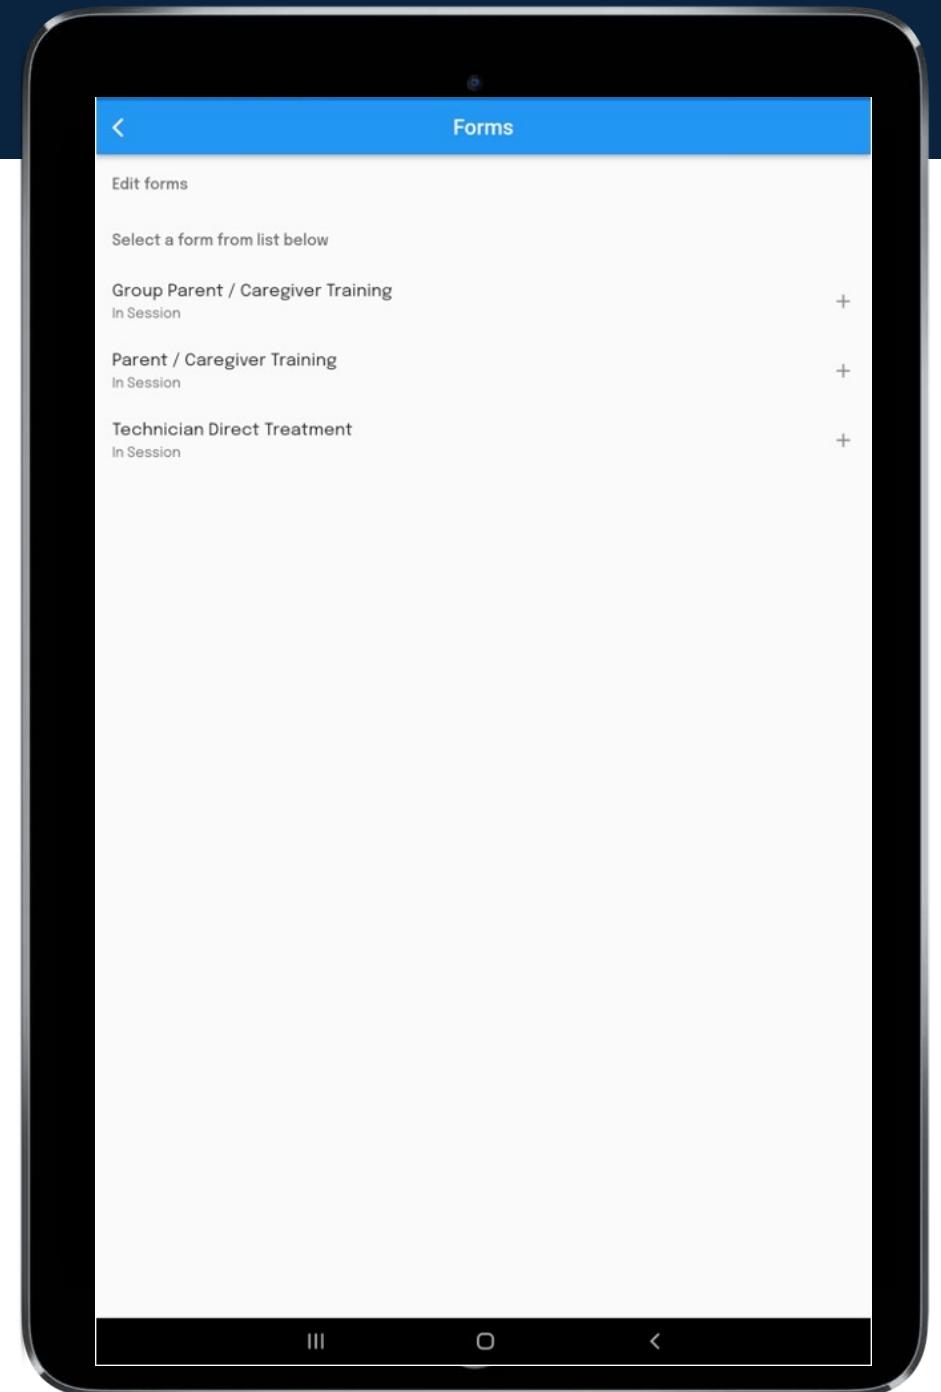 Forms
Edit forms
Select a form from list below
Group Parent / Caregiver Training
In Session
Parent / Caregiver Training
In Session
Technician Direct Treatment
In Session